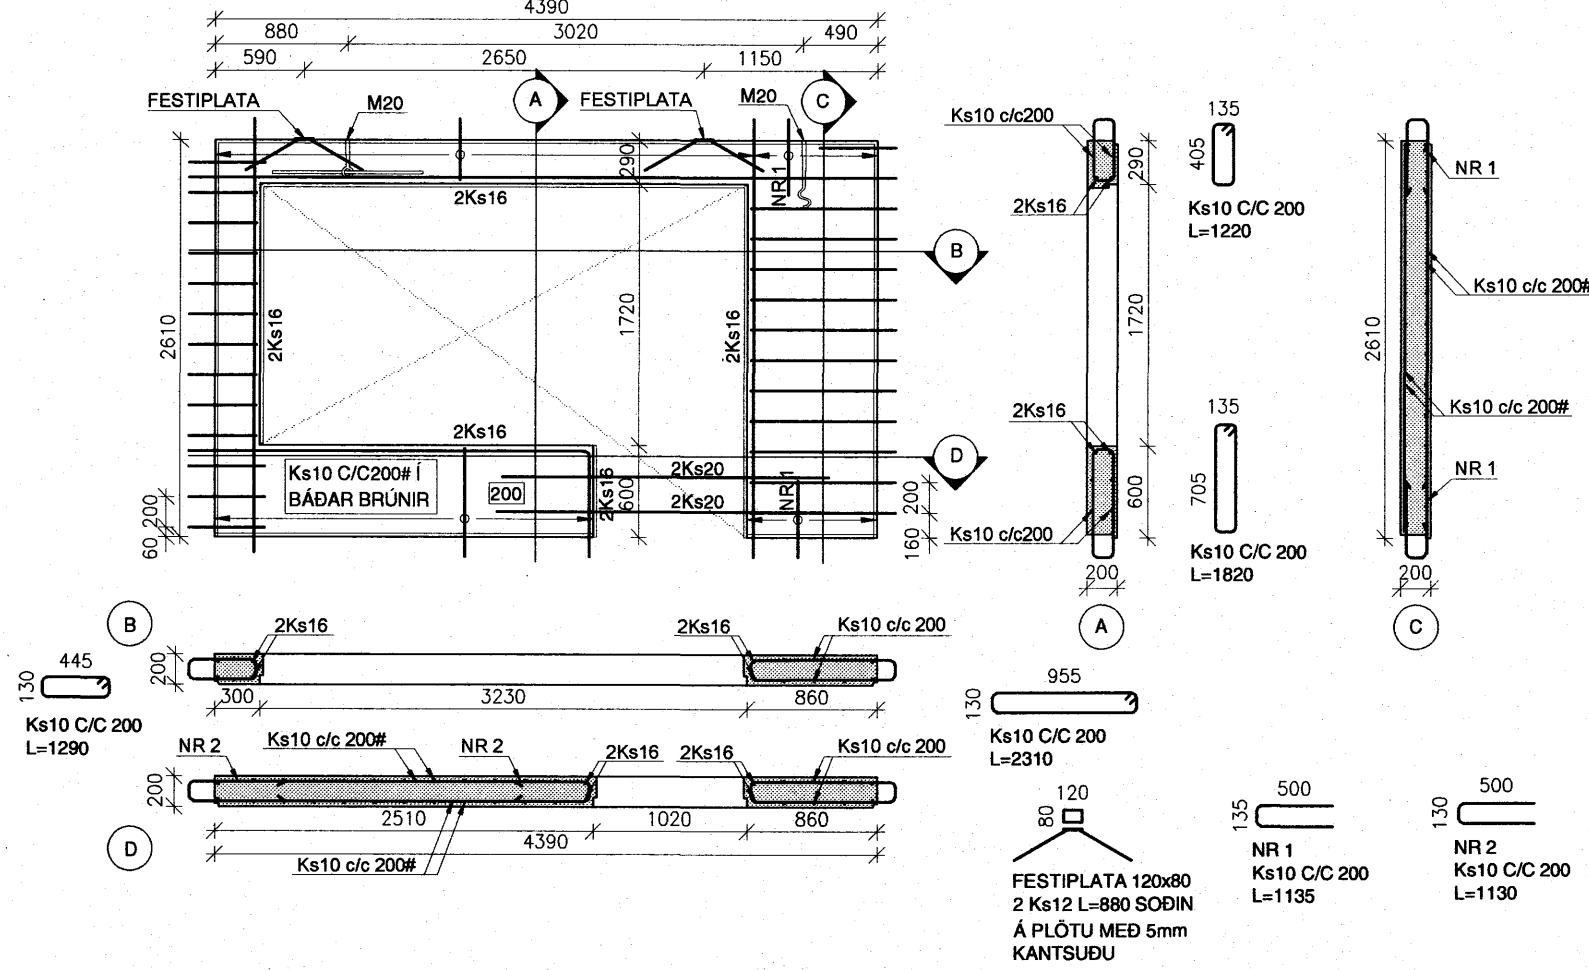 4390
880 3020 490
590 2650 1150
A
C
FESTIPLATA
M20
FESTIPLATA
M20
290
NR 1
2Ks16
B
2610
2Ks16
1720
2Ks16
2Ks16
D
Ks10 C/C200# Í
BÁÐAR BRÚNIR
200
2Ks16
600
2Ks20
2Ks20
NR 1
200
60
200
160
Ks10 c/c200
290
2Ks16
1720
2Ks16
600
Ks10 c/c200
200
A
135
405
Ks10 C/C 200
L=1220
135
705
Ks10 C/C 200
L=1820
NR 1
Ks10 c/c 200#
2610
Ks10 c/c 200#
NR 1
200
C
B
2Ks16
2Ks16
Ks10 c/c 200
200
300 3230 860
445
130
Ks10 C/C 200
L=1290
NR 2
Ks10 c/c 200#
NR 2
2Ks16
2Ks16
Ks10 c/c 200
200
2510 1020 860
4390
D
Ks10 c/c 200#
955
130
Ks10 C/C 200
L=2310
120
80
FESTIPLATA 120x80
2 Ks12 L=880 SOÐIN
Á PLÖTU MEÐ 5mm
KANTSUÐU
500
135
NR 1
Ks10 C/C 200
L=1135
500
130
NR 2
Ks10 C/C 200
L=1130